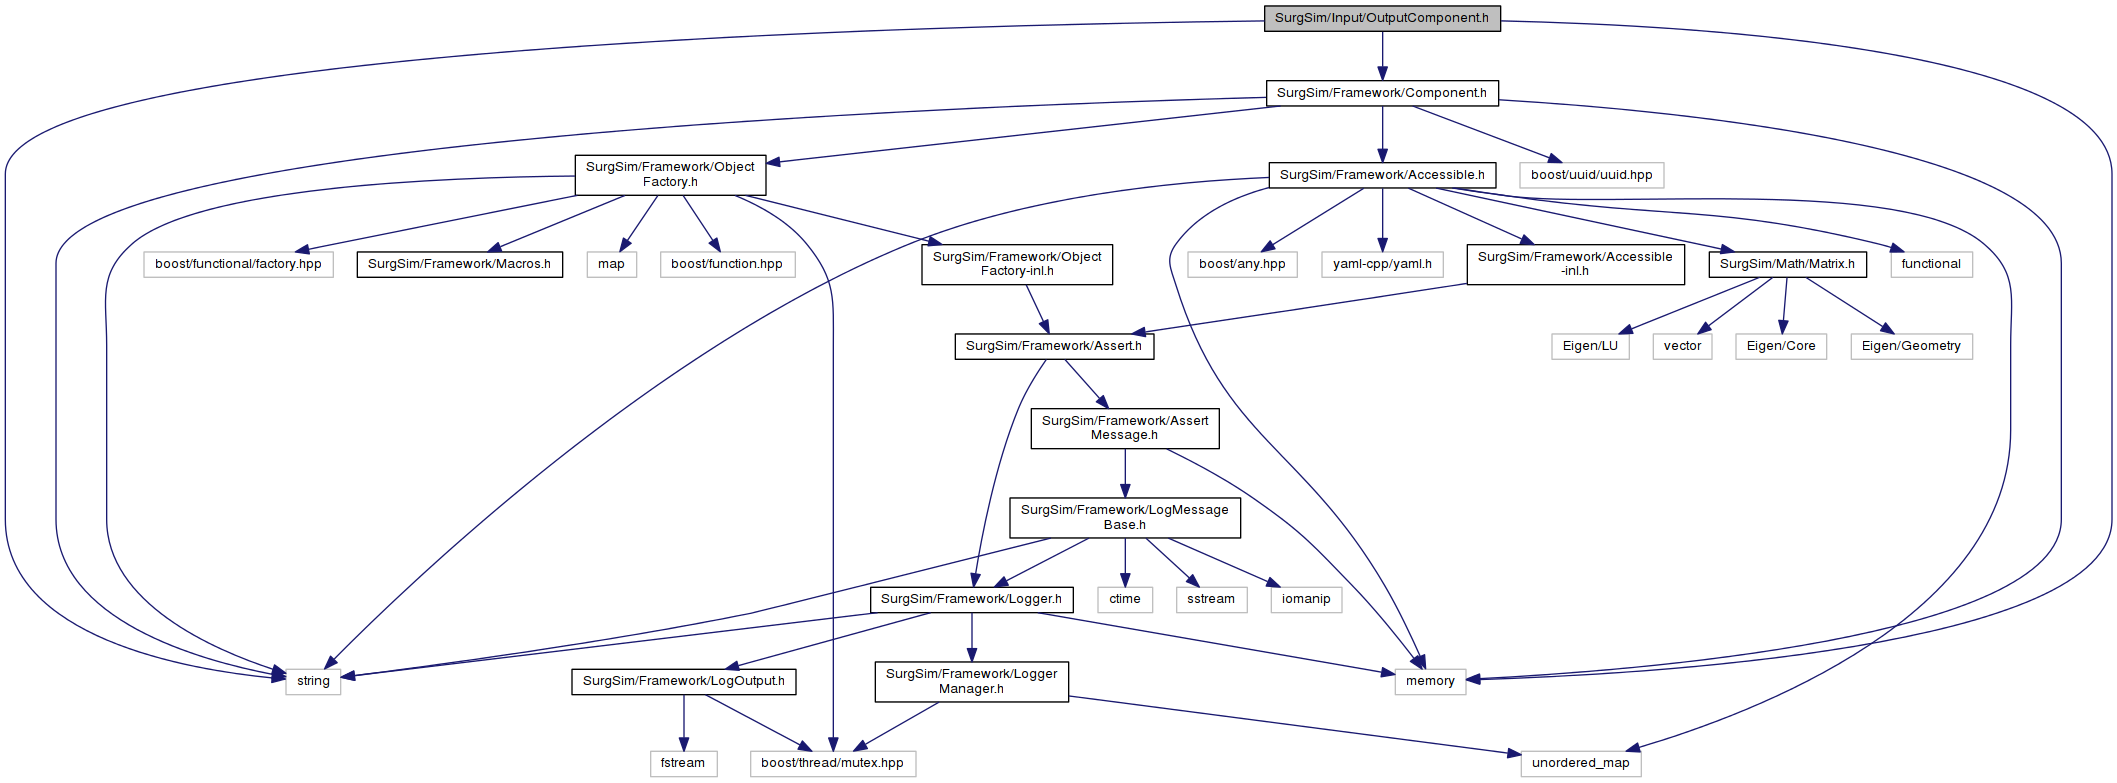 SurgSim/Input/OutputComponent.h
SurgSim/Framework/Component.h
SurgSim/Framework/Object
Factory.h
SurgSim/Framework/Accessible.h
boost/uuid/uuid.hpp
boost/functional/factory.hpp
SurgSim/Framework/Macros.h
map
boost/function.hpp
SurgSim/Framework/Object
Factory-inl.h
boost/any.hpp
yaml-cpp/yaml.h
SurgSim/Framework/Accessible
-inl.h
SurgSim/Math/Matrix.h
functional
SurgSim/Framework/Assert.h
Eigen/LU
vector
Eigen/Core
Eigen/Geometry
SurgSim/Framework/Assert
Message.h
SurgSim/Framework/LogMessage
Base.h
SurgSim/Framework/Logger.h
ctime
sstream
iomanip
string
SurgSim/Framework/LogOutput.h
SurgSim/Framework/Logger
Manager.h
memory
fstream
boost/thread/mutex.hpp
unordered_map